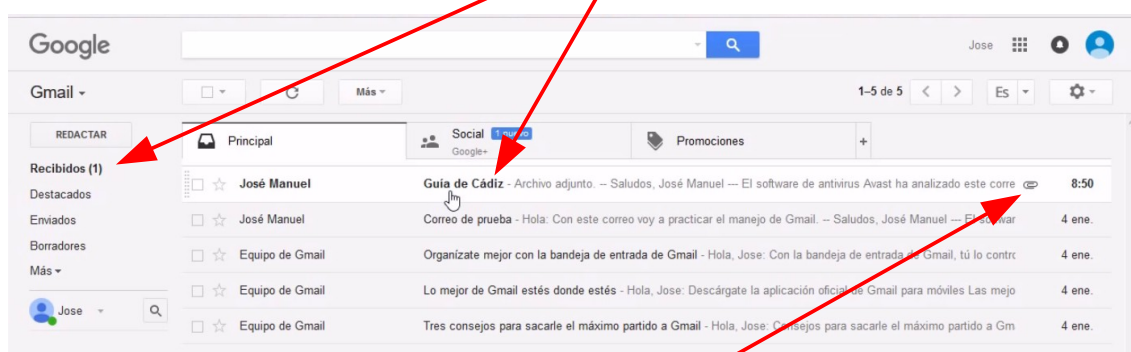 Google
Jose
Gmail
Más
1–5 de 5
Es
REDACTAR
Principal
Social 1 nuevo
Google+
Promociones
+
Recibidos (1)
Destacados
Enviados
Borradores
Más
Jose
José Manuel Guía de Cádiz - Archivo adjunto. -- Saludos, José Manuel --- El software de antivirus Avast ha analizado este corre 8:50
José Manuel Correo de prueba - Hola: Con este correo voy a practicar el manejo de Gmail. -- Saludos, José Manuel --- El softwar 4 ene.
Equipo de Gmail Organízate mejor con la bandeja de entrada de Gmail - Hola, Jose: Con la bandeja de entrada de Gmail, tú lo contro 4 ene.
Equipo de Gmail Lo mejor de Gmail estés donde estés - Hola, Jose: Descárgate la aplicación oficial de Gmail para móviles Las mejo 4 ene.
Equipo de Gmail Tres consejos para sacarle el máximo partido a Gmail - Hola, Jose: Consejos para sacarle el máximo partido a Gm 4 ene.